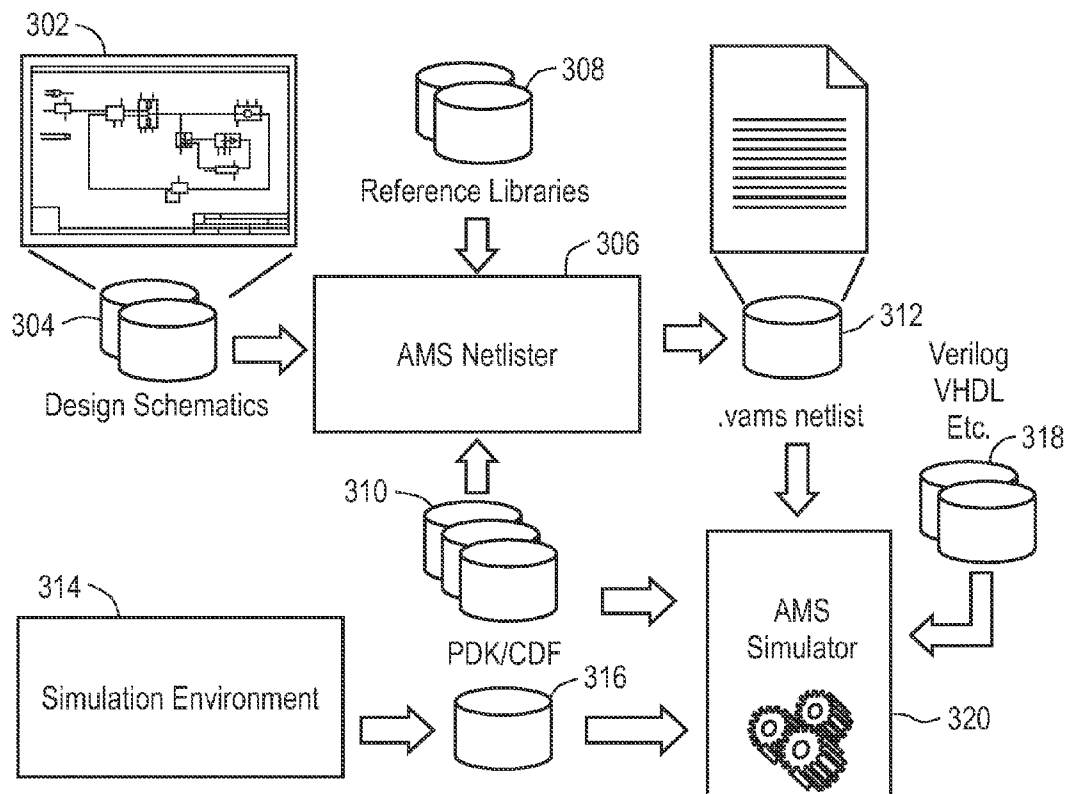 302
308
Reference Libraries
306
304
Design Schematics
AMS Netlister
312
.vams netlist
Verilog
VHDL
Etc.
318
310
314
PDK/CDF
AMS
Simulator
Simulation Environment
316
320